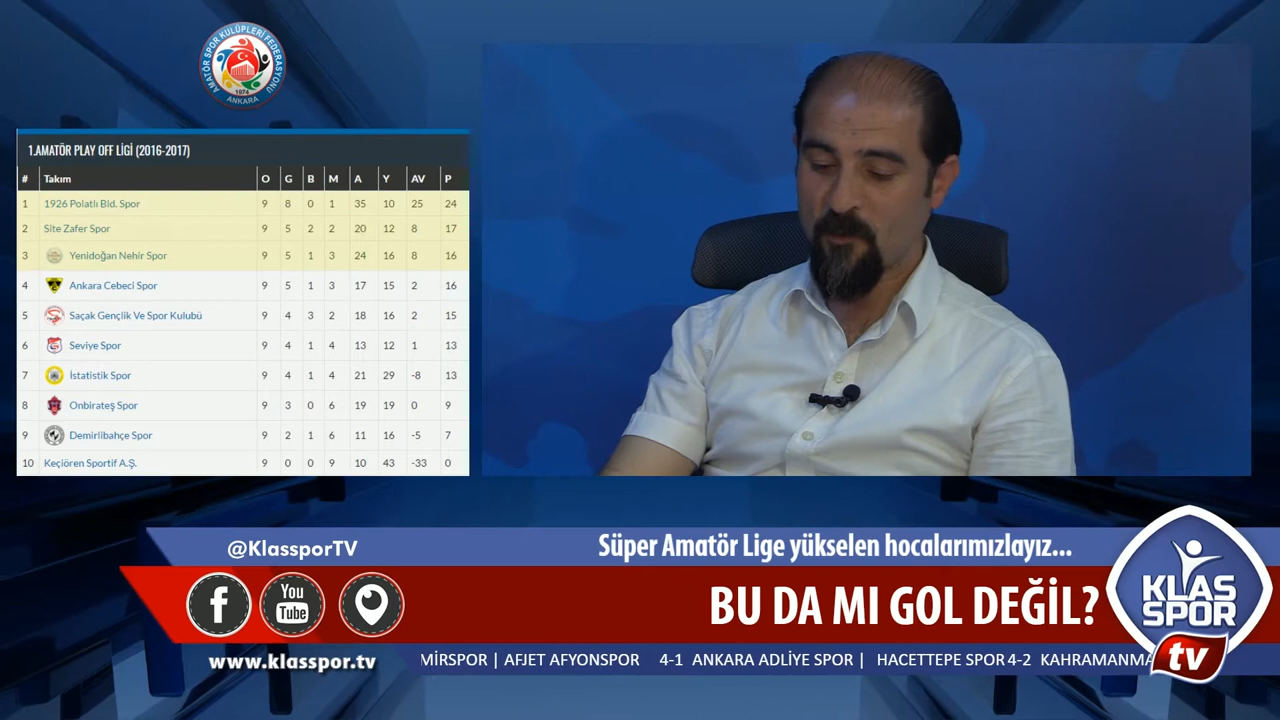 AMATÖR SPOR KULÜPLERİ FEDERASYONU
1974
ANKARA
1.AMATÖR PLAY OFF LİGİ (2016-2017)
# Takım O G B M A Y AV P
1 1926 Polatlı Bld. Spor 9 8 0 1 35 10 25 24
2 Site Zafer Spor 9 5 2 2 20 12 8 17
3 Yenidoğan Nehir Spor 9 5 1 3 24 16 8 16
4 Ankara Cebeci Spor 9 5 1 3 17 15 2 16
5 Saçak Gençlik Ve Spor Kulubü 9 4 3 2 18 16 2 15
6 Seviye Spor 9 4 1 4 13 12 1 13
7 İstatistik Spor 9 4 1 4 21 29 -8 13
8 Onbirateş Spor 9 3 0 6 19 19 0 9
9 Demirlibahçe Spor 9 2 1 6 11 16 -5 7
10 Keçiören Sportif A.Ş. 9 0 0 9 10 43 -33 0
@KlassporTV
Süper Amatör Lige yükselen hocalarımızlayız...
f You Tube
BU DA MI GOL DEĞİL?
KLAS
SPOR
tv
www.klasspor.tv
MİRSPOR | AFJET AFYONSPOR 4-1 ANKARA ADLİYE SPOR | HACETTEPE SPOR 4-2 KAHRAMANMA